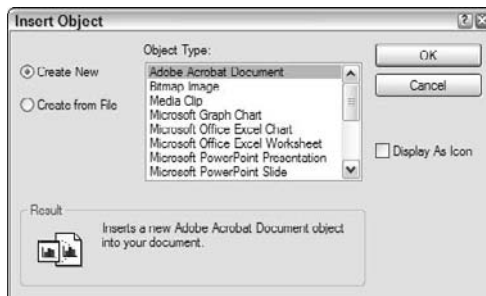 Insert Object
Object Type:
Create New
Create from File
Adobe Acrobat Document
Bitmap Image
Media Clip
Microsoft Graph Chart
Microsoft Office Excel Chart
Microsoft Office Excel Worksheet
Microsoft PowerPoint Presentation
Microsoft PowerPoint Slide
OK
Cancel
Display As Icon
Result
Inserts a new Adobe Acrobat Document object
into your document.